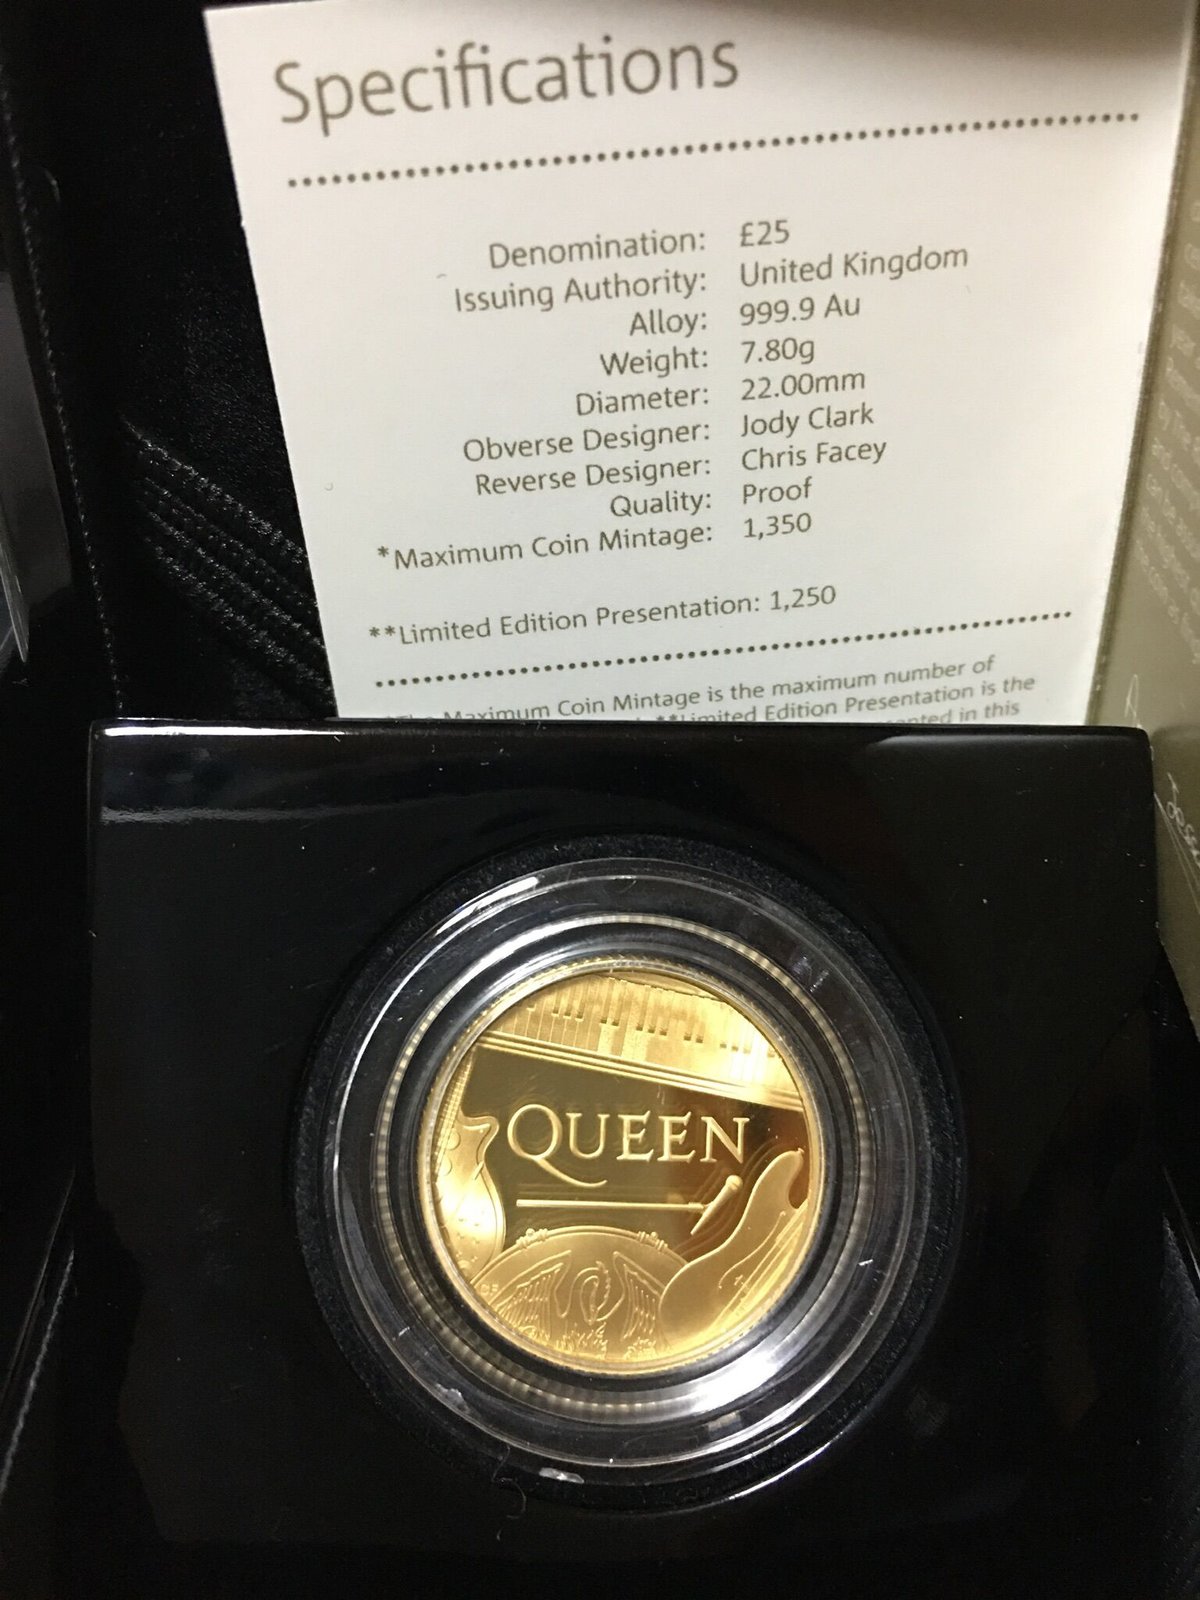 Specifications
Denomination: £25
Issuing Authority: United Kingdom
Alloy: 999.9 Au
Weight: 7.80g
Diameter: 22.00mm
Obverse Designer: Jody Clark
Reverse Designer: Chris Facey
Quality: Proof
*Maximum Coin Mintage: 1,350
**Limited Edition Presentation: 1,250
Maximum Coin Mintage is the maximum number of
**Limited Edition Presentation is the
in this
QUEEN